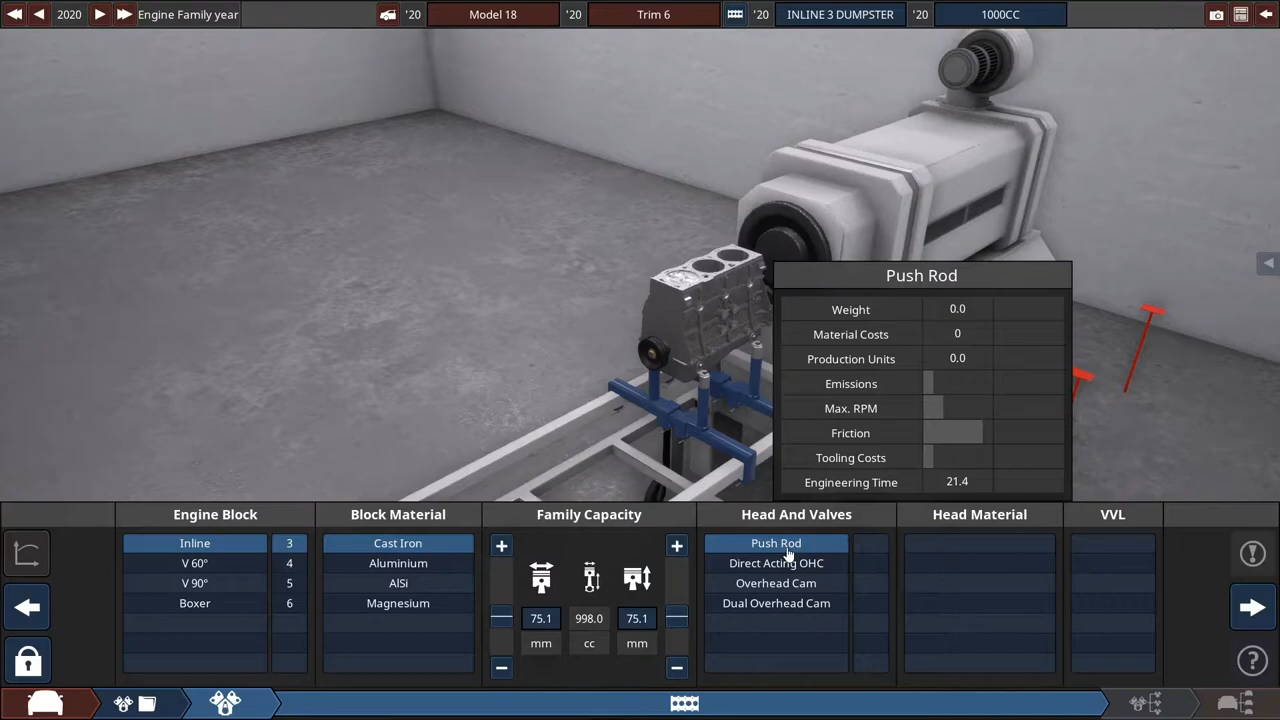 2020 Engine Family year '20 Model 18 '20 Trim 6 '20 INLINE 3 DUMPSTER '20 1000CC
Push Rod
Weight 0.0
Material Costs 0
Production Units 0.0
Emissions
Max. RPM
Friction
Tooling Costs
Engineering Time 21.4
Engine Block Block Material Family Capacity Head And Valves Head Material VVL
Inline 3 Cast Iron + + Push Rod
V 60° 4 Aluminium Direct Acting OHC
V 90° 5 AlSi Overhead Cam
Boxer 6 Magnesium Dual Overhead Cam
75.1 998.0 75.1
mm cc mm
- -